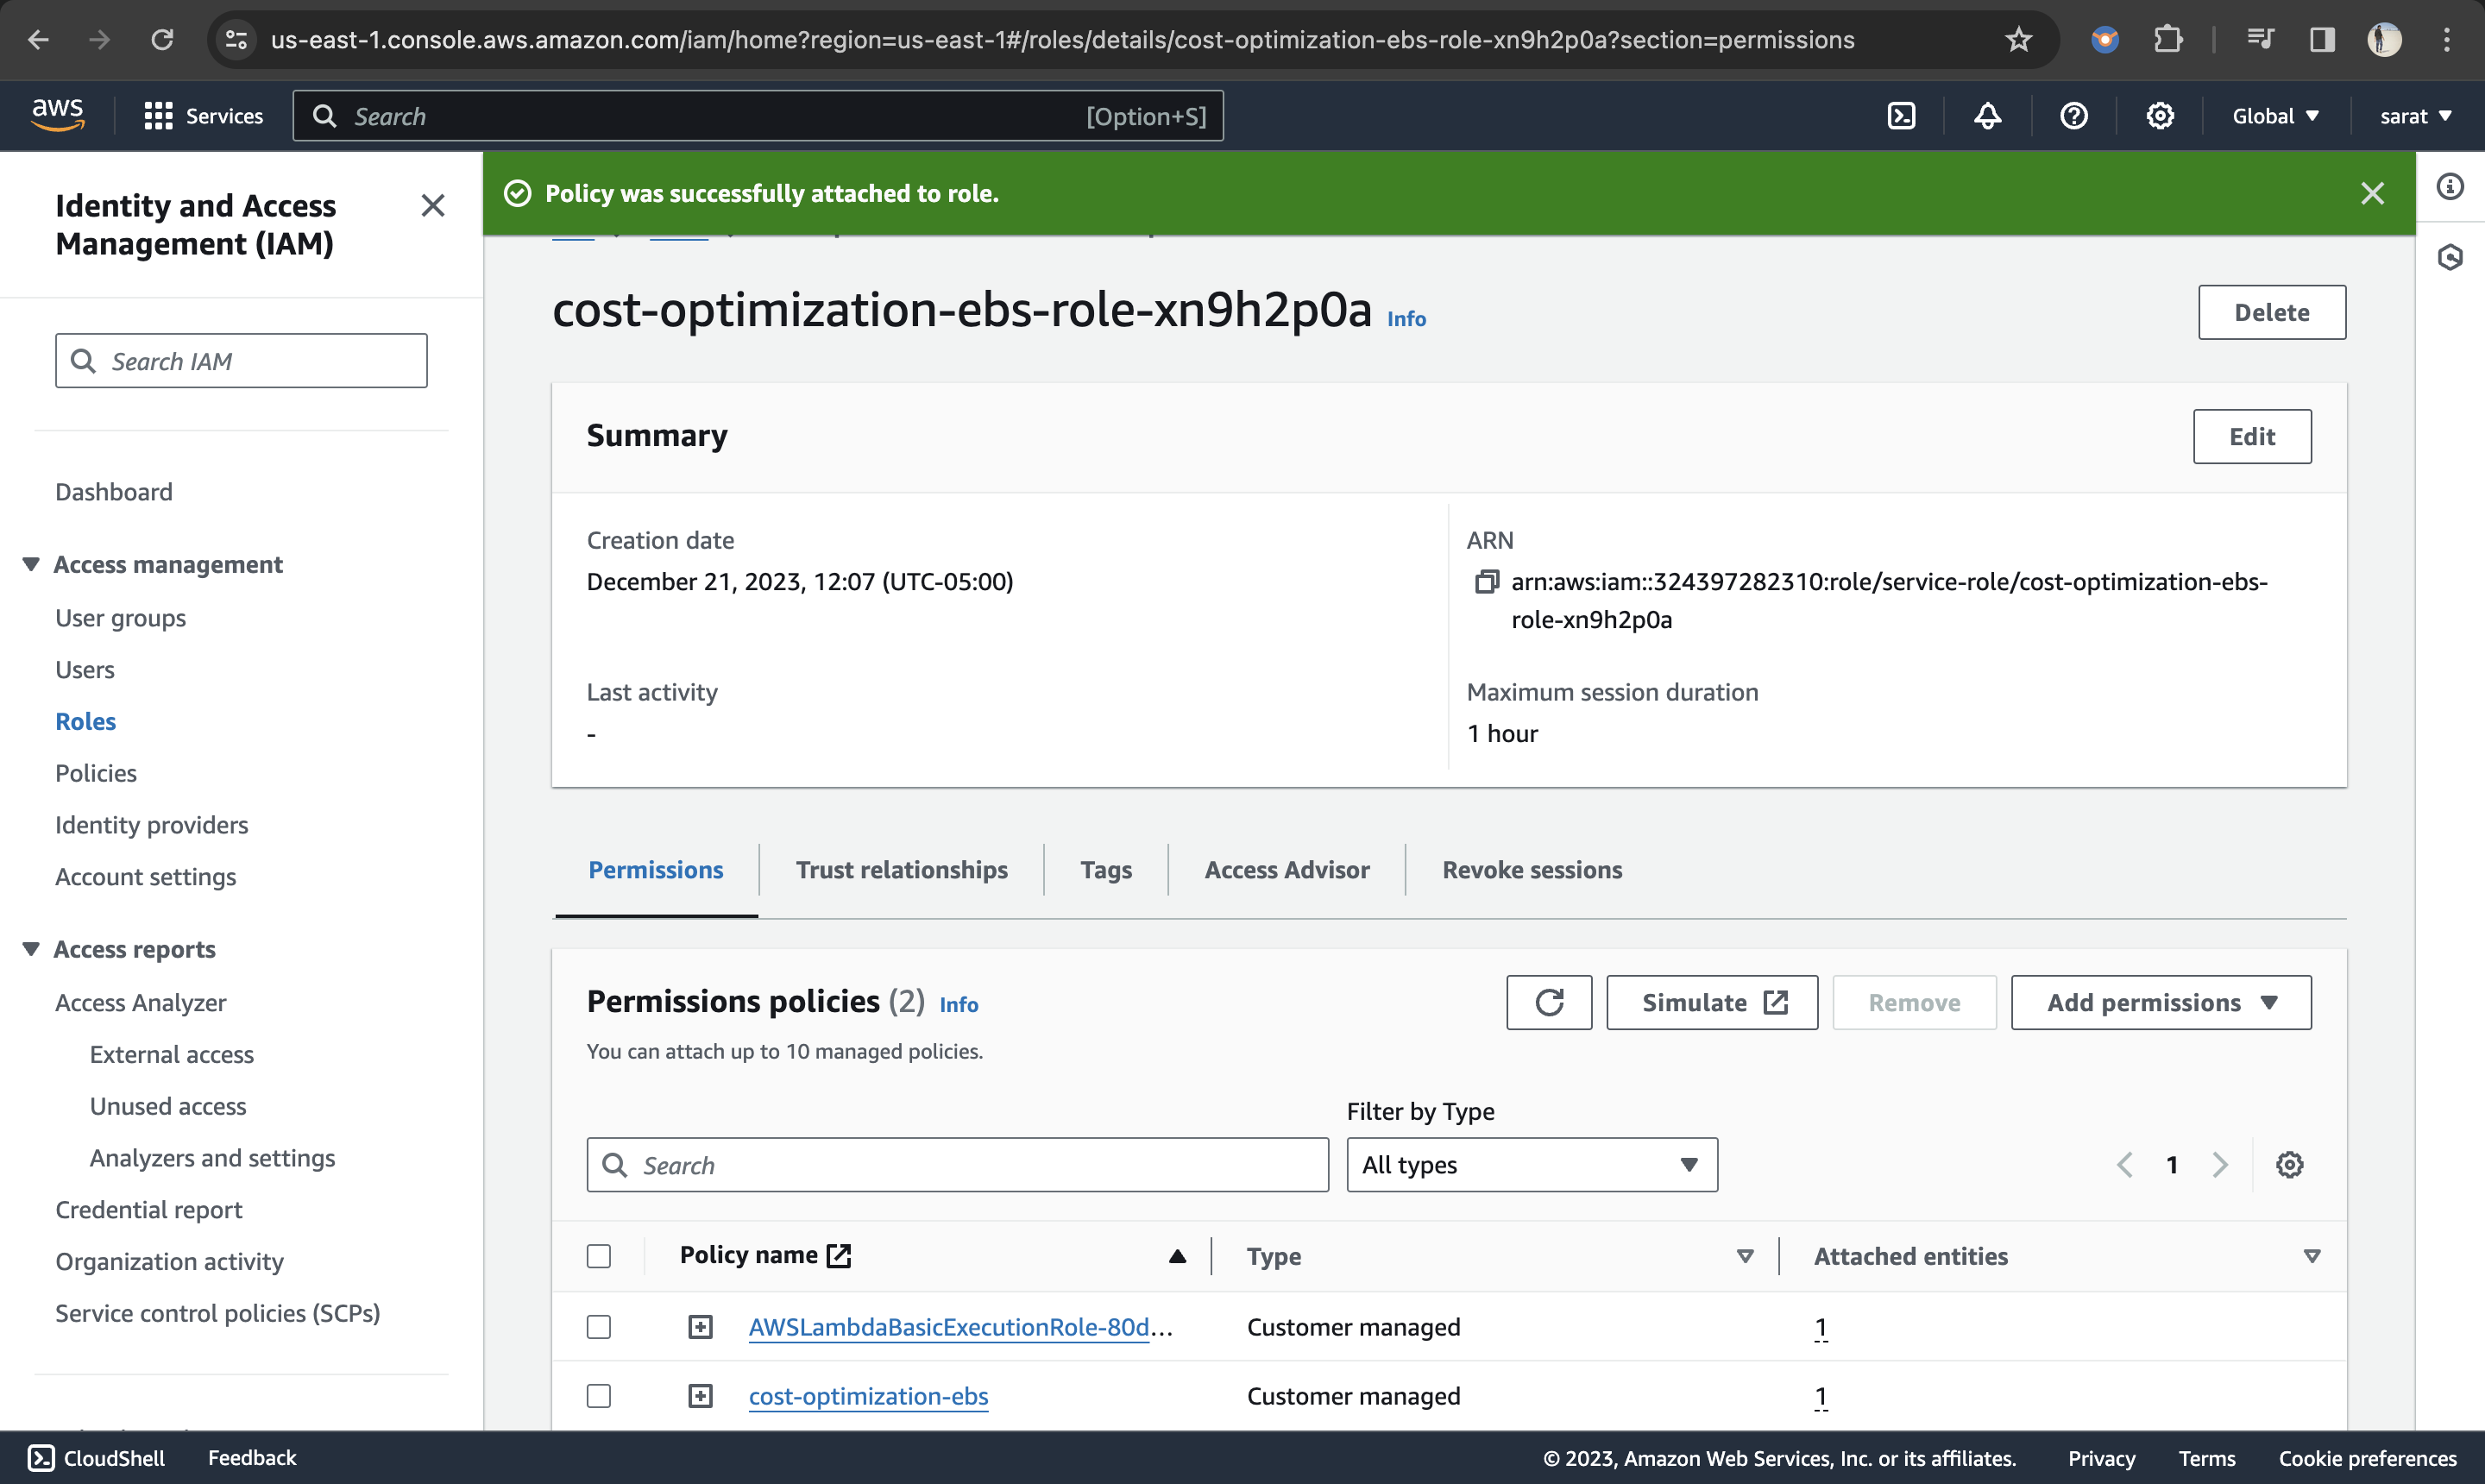 us-east-1.console.aws.amazon.com/iam/home?region=us-east-1#/roles/details/cost-optimization-ebs-role-xn9h2p0a?section=permissions
aws
Services
Search
[Option+S]
Global
sarat
Identity and Access
Management (IAM)
Search IAM
Dashboard
Access management
User groups
Users
Roles
Policies
Identity providers
Account settings
Access reports
Access Analyzer
External access
Unused access
Analyzers and settings
Credential report
Organization activity
Service control policies (SCPs)
Policy was successfully attached to role.
cost-optimization-ebs-role-xn9h2p0a Info
Delete
Summary
Edit
Creation date
December 21, 2023, 12:07 (UTC-05:00)
ARN
arn:aws:iam::324397282310:role/service-role/cost-optimization-ebs-
role-xn9h2p0a
Last activity
-
Maximum session duration
1 hour
Permissions
Trust relationships
Tags
Access Advisor
Revoke sessions
Permissions policies (2) Info
You can attach up to 10 managed policies.
Simulate
Remove
Add permissions
Filter by Type
Search
All types
1
Policy name
Type
Attached entities
AWSLambdaBasicExecutionRole-80d...
Customer managed
1
cost-optimization-ebs
Customer managed
1
CloudShell
Feedback
© 2023, Amazon Web Services, Inc. or its affiliates.
Privacy
Terms
Cookie preferences